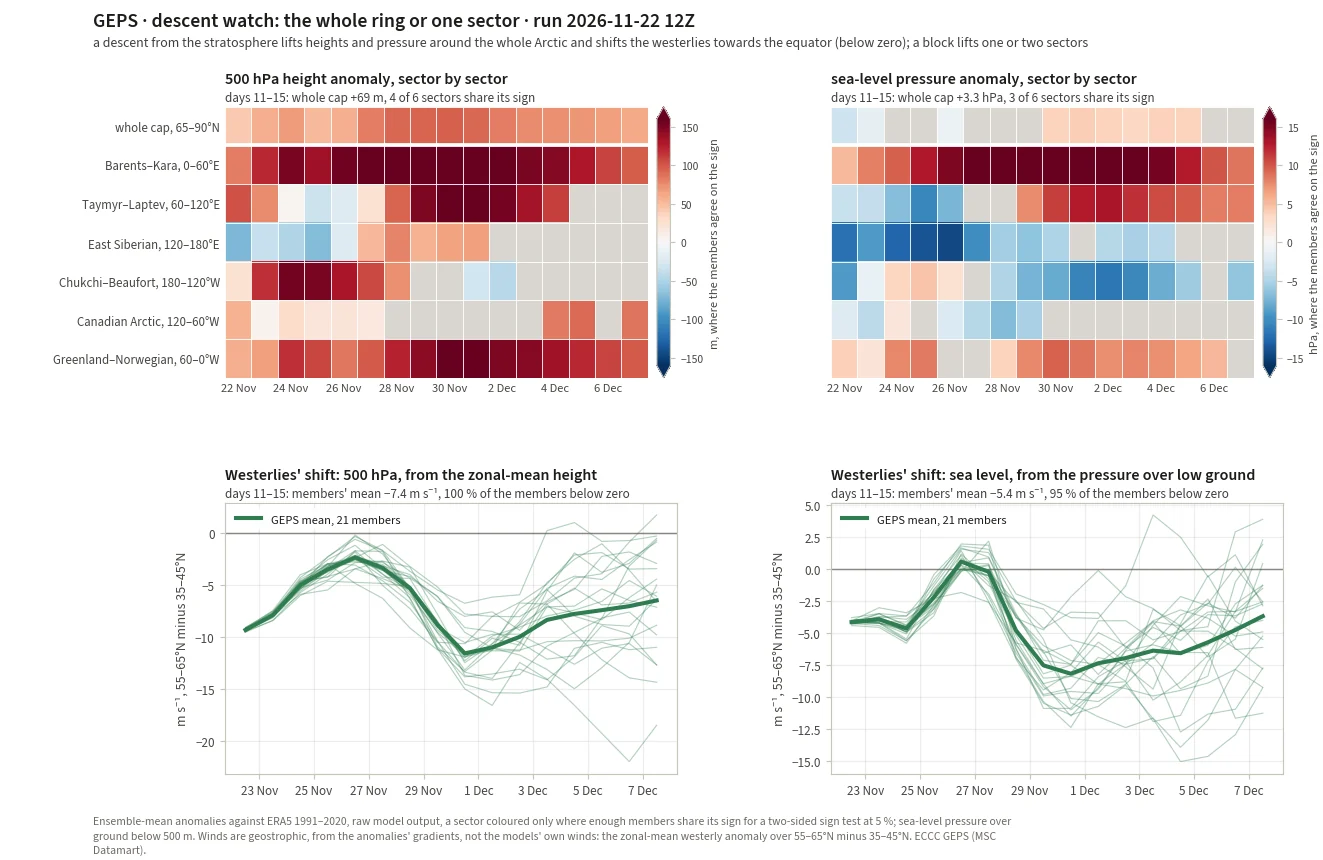 GEPS · descent watch: the whole ring or one sector · run 2026-11-22 12Z
a descent from the stratosphere lifts heights and pressure around the whole Arctic and shifts the westerlies towards the equator (below zero); a block lifts one or two sectors
500 hPa height anomaly, sector by sector
days 11–15: whole cap +69 m, 4 of 6 sectors share its sign
whole cap, 65–90°N
Barents–Kara, 0–60°E
Taymyr–Laptev, 60–120°E
East Siberian, 120–180°E
Chukchi–Beaufort, 180–120°W
Canadian Arctic, 120–60°W
Greenland–Norwegian, 60–0°W
22 Nov 24 Nov 26 Nov 28 Nov 30 Nov 2 Dec 4 Dec 6 Dec
150
100
50
0
−50
−100
−150
m, where the members agree on the sign
sea-level pressure anomaly, sector by sector
days 11–15: whole cap +3.3 hPa, 3 of 6 sectors share its sign
22 Nov 24 Nov 26 Nov 28 Nov 30 Nov 2 Dec 4 Dec 6 Dec
15
10
5
0
−5
−10
−15
hPa, where the members agree on the sign
Westerlies' shift: 500 hPa, from the zonal-mean height
days 11–15: members' mean −7.4 m s⁻¹, 100 % of the members below zero
GEPS mean, 21 members
0
−5
−10
−15
−20
m s⁻¹, 55–65°N minus 35–45°N
23 Nov 25 Nov 27 Nov 29 Nov 1 Dec 3 Dec 5 Dec 7 Dec
Westerlies' shift: sea level, from the pressure over low ground
days 11–15: members' mean −5.4 m s⁻¹, 95 % of the members below zero
GEPS mean, 21 members
5.0
2.5
0.0
−2.5
−5.0
−7.5
−10.0
−12.5
−15.0
m s⁻¹, 55–65°N minus 35–45°N
23 Nov 25 Nov 27 Nov 29 Nov 1 Dec 3 Dec 5 Dec 7 Dec
Ensemble-mean anomalies against ERA5 1991–2020, raw model output, a sector coloured only where enough members share its sign for a two-sided sign test at 5 %; sea-level pressure over
ground below 500 m. Winds are geostrophic, from the anomalies' gradients, not the models' own winds: the zonal-mean westerly anomaly over 55–65°N minus 35–45°N. ECCC GEPS (MSC
Datamart).